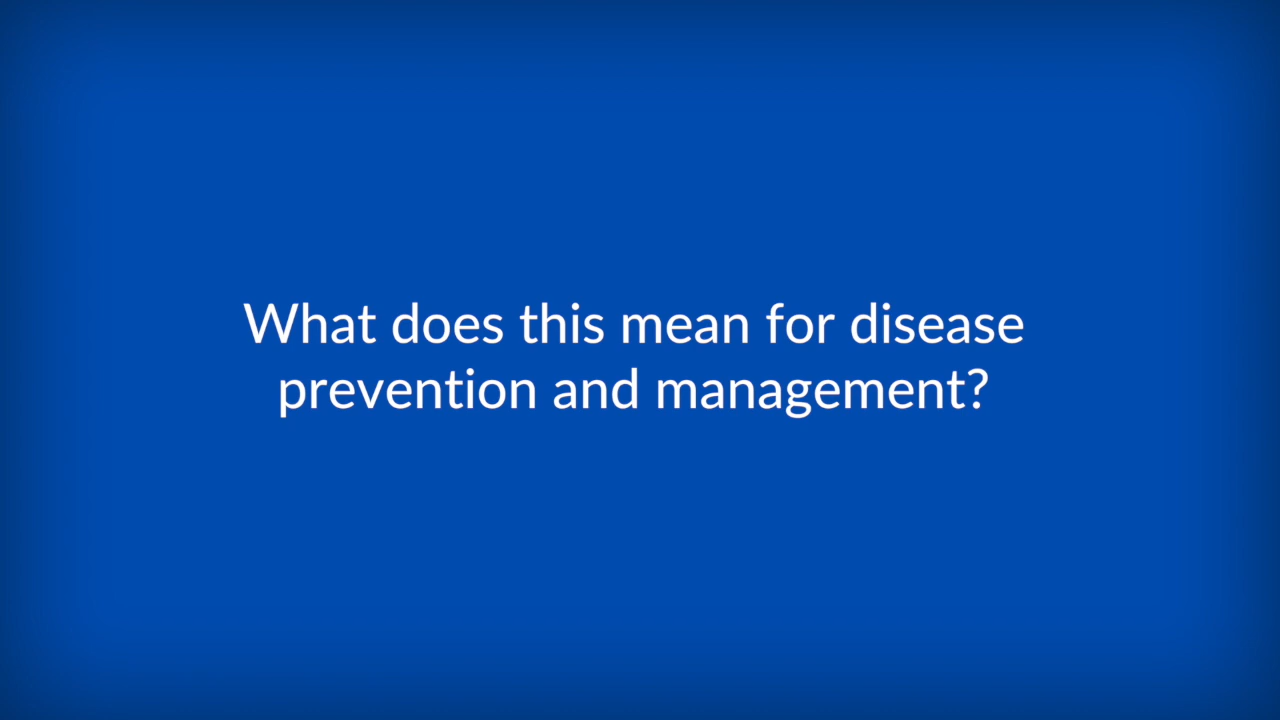 What does this mean for disease
prevention and management?